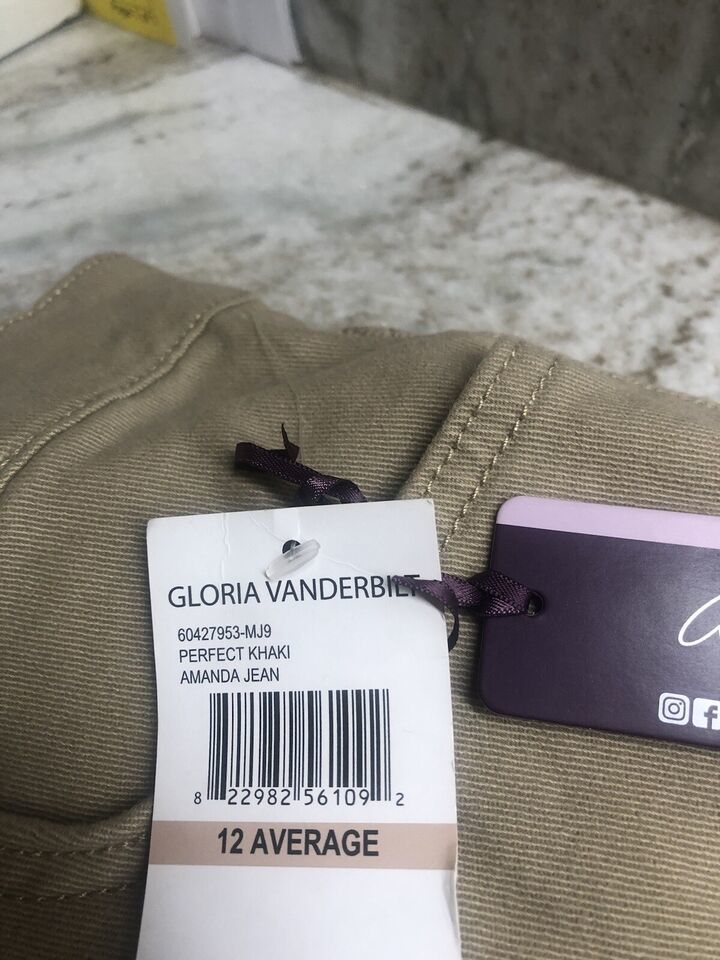 GLORIA VANDERBILT
60427953-MJ9
PERFECT KHAKI
AMANDA JEAN
8 22982 56109 2
12 AVERAGE